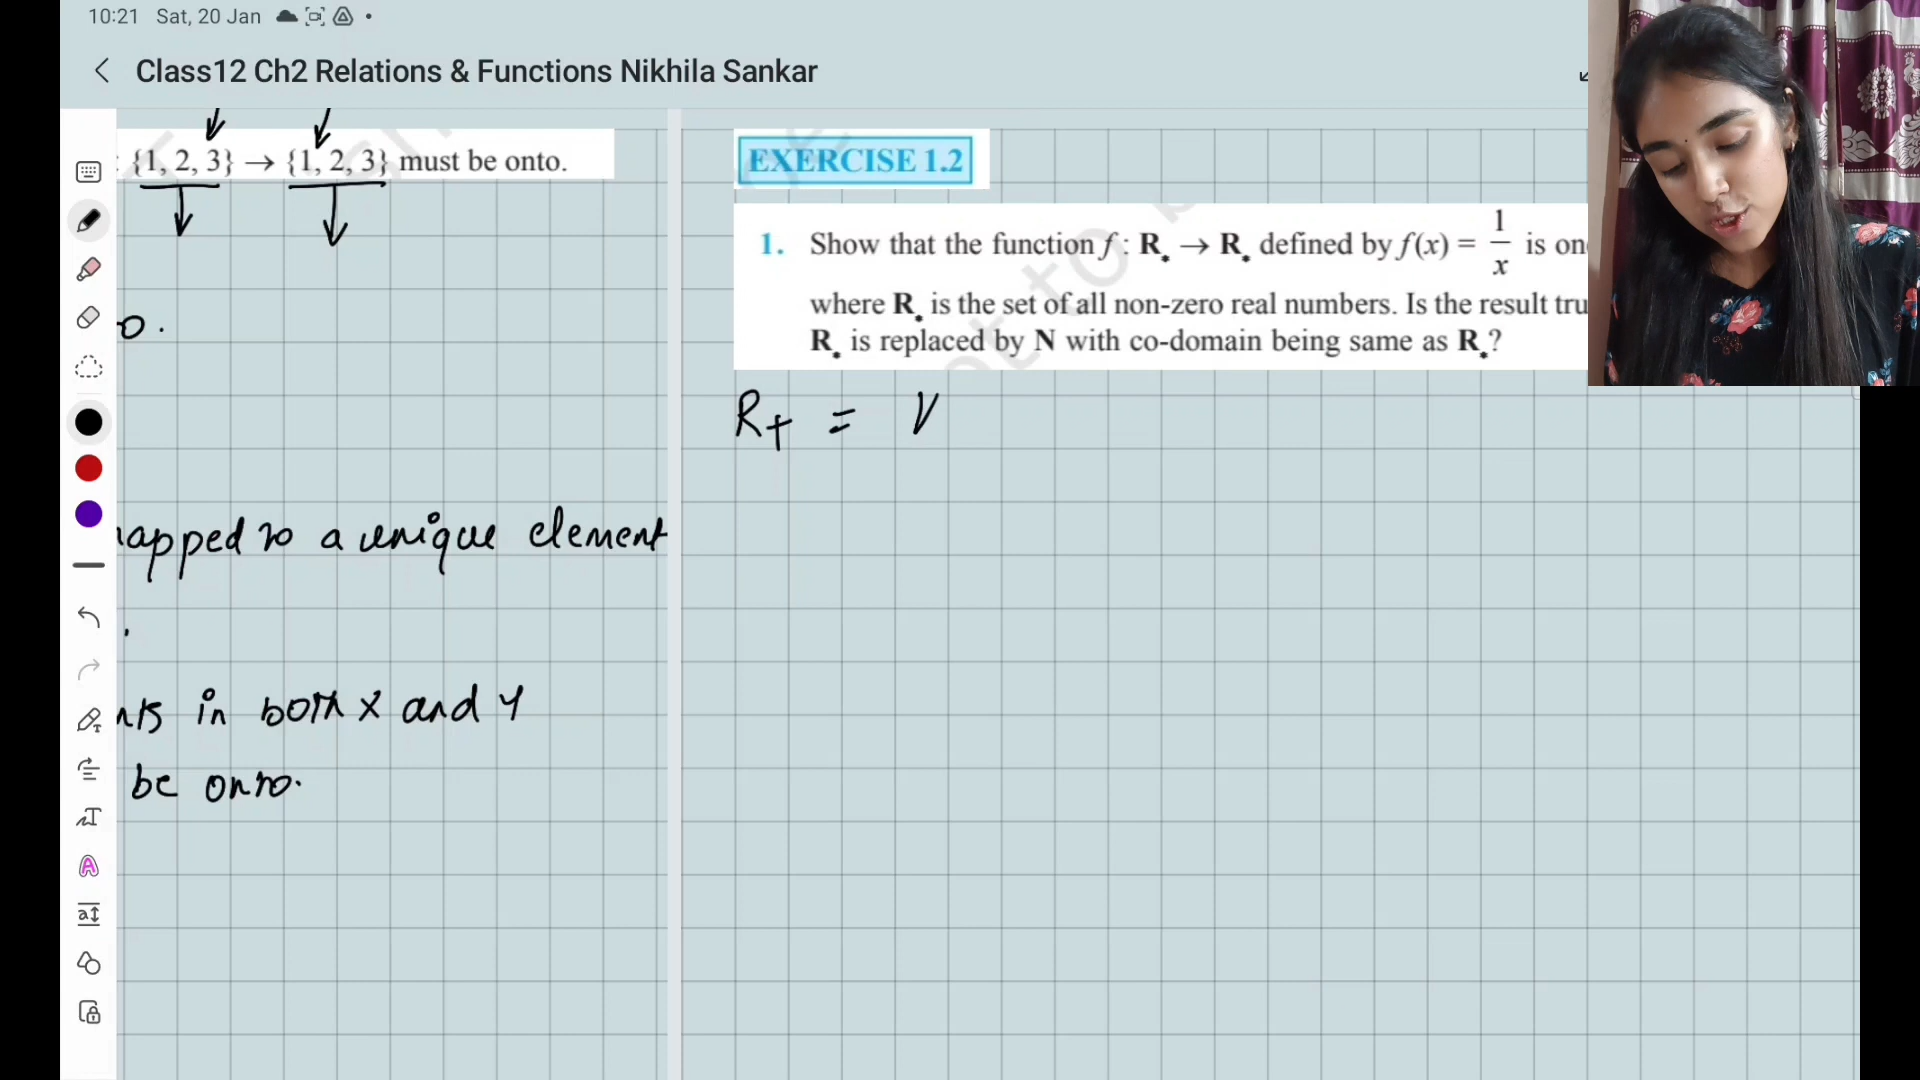 10:21 Sat, 20 Jan
Class12 Ch2 Relations & Functions Nikhila Sankar
: {1, 2, 3} → {1, 2, 3} must be onto.
o.
apped to a unique element
.
nts in both X and Y
be onto.
EXERCISE 1.2
1. Show that the function f : R* → R* defined by f(x) = 1/x is on
where R* is the set of all non-zero real numbers. Is the result tru
R* is replaced by N with co-domain being same as R*?
R+ =